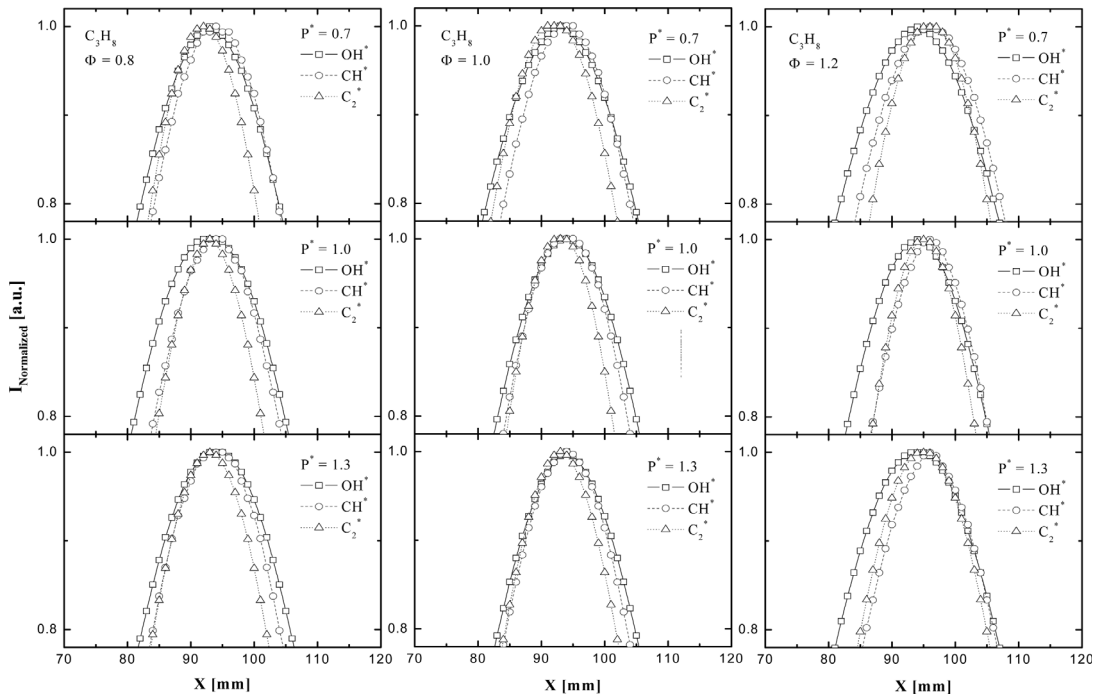 I_Normalized [a.u.]
C₃H₈
Φ = 0.8
P* = 0.7
OH*
CH*
C₂*
1.0
0.8
C₃H₈
Φ = 1.0
P* = 0.7
OH*
CH*
C₂*
1.0
0.8
C₃H₈
Φ = 1.2
P* = 0.7
OH*
CH*
C₂*
1.0
0.8
P* = 1.0
OH*
CH*
C₂*
1.0
0.8
P* = 1.0
OH*
CH*
C₂*
1.0
0.8
P* = 1.0
OH*
CH*
C₂*
1.0
0.8
P* = 1.3
OH*
CH*
C₂*
1.0
0.8
P* = 1.3
OH*
CH*
C₂*
1.0
0.8
P* = 1.3
OH*
CH*
C₂*
1.0
0.8
70 80 90 100 110 120
70 80 90 100 110 120
70 80 90 100 110 120
X [mm]
X [mm]
X [mm]